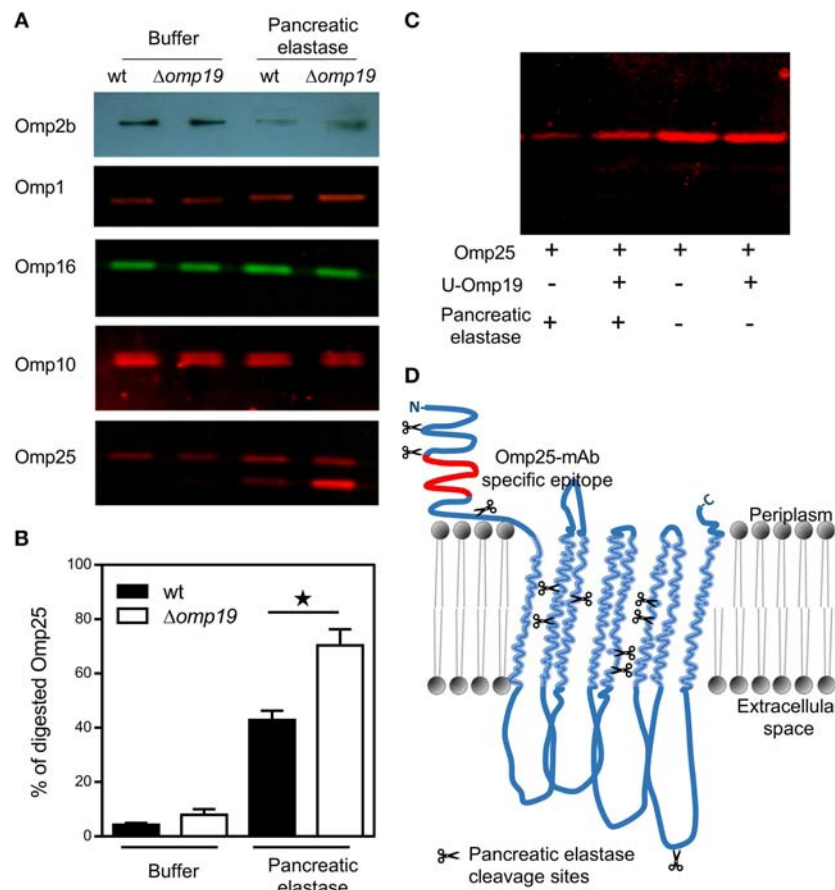 A
Buffer
Pancreatic
elastase
wt Δomp19 wt Δomp19
Omp2b
Omp1
Omp16
Omp10
Omp25
B
% of digested Omp25
100
80
60
40
20
0
wt
Δomp19
★
Buffer
Pancreatic
elastase
C
Omp25 + + + +
U-Omp19 - + - +
Pancreatic
elastase + + - -
D
N-
Omp25-mAb
specific epitope
-C
Periplasm
Extracellular
space
Pancreatic elastase
cleavage sites